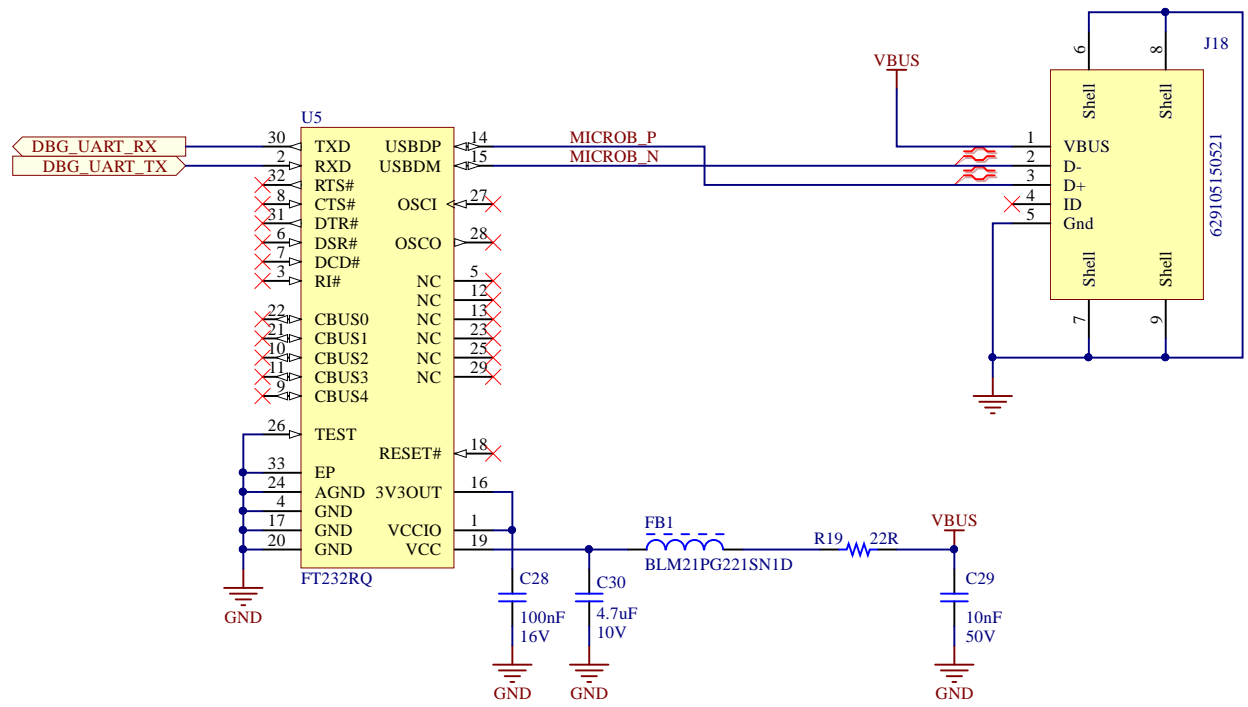 J18
6
8
Shell
Shell
VBUS
1
VBUS
2
D-
3
D+
4
ID
5
Gnd
629105150521
Shell
Shell
7
9
U5
DBG_UART_RX
30
TXD
USBDP
14
MICROB_P
DBG_UART_TX
2
RXD
USBDM
15
MICROB_N
32
RTS#
8
CTS#
OSCI
27
31
DTR#
6
DSR#
OSCO
28
7
DCD#
3
RI#
NC
5
NC
12
22
CBUS0
NC
13
21
CBUS1
NC
23
10
CBUS2
NC
25
11
CBUS3
NC
29
9
CBUS4
26
TEST
RESET#
18
33
EP
24
AGND
3V3OUT
16
4
GND
17
GND
VCCIO
1
20
GND
VCC
19
FT232RQ
GND
FB1
BLM21PG221SN1D
R19
22R
VBUS
C28
100nF
16V
GND
C30
4.7uF
10V
GND
C29
10nF
50V
GND